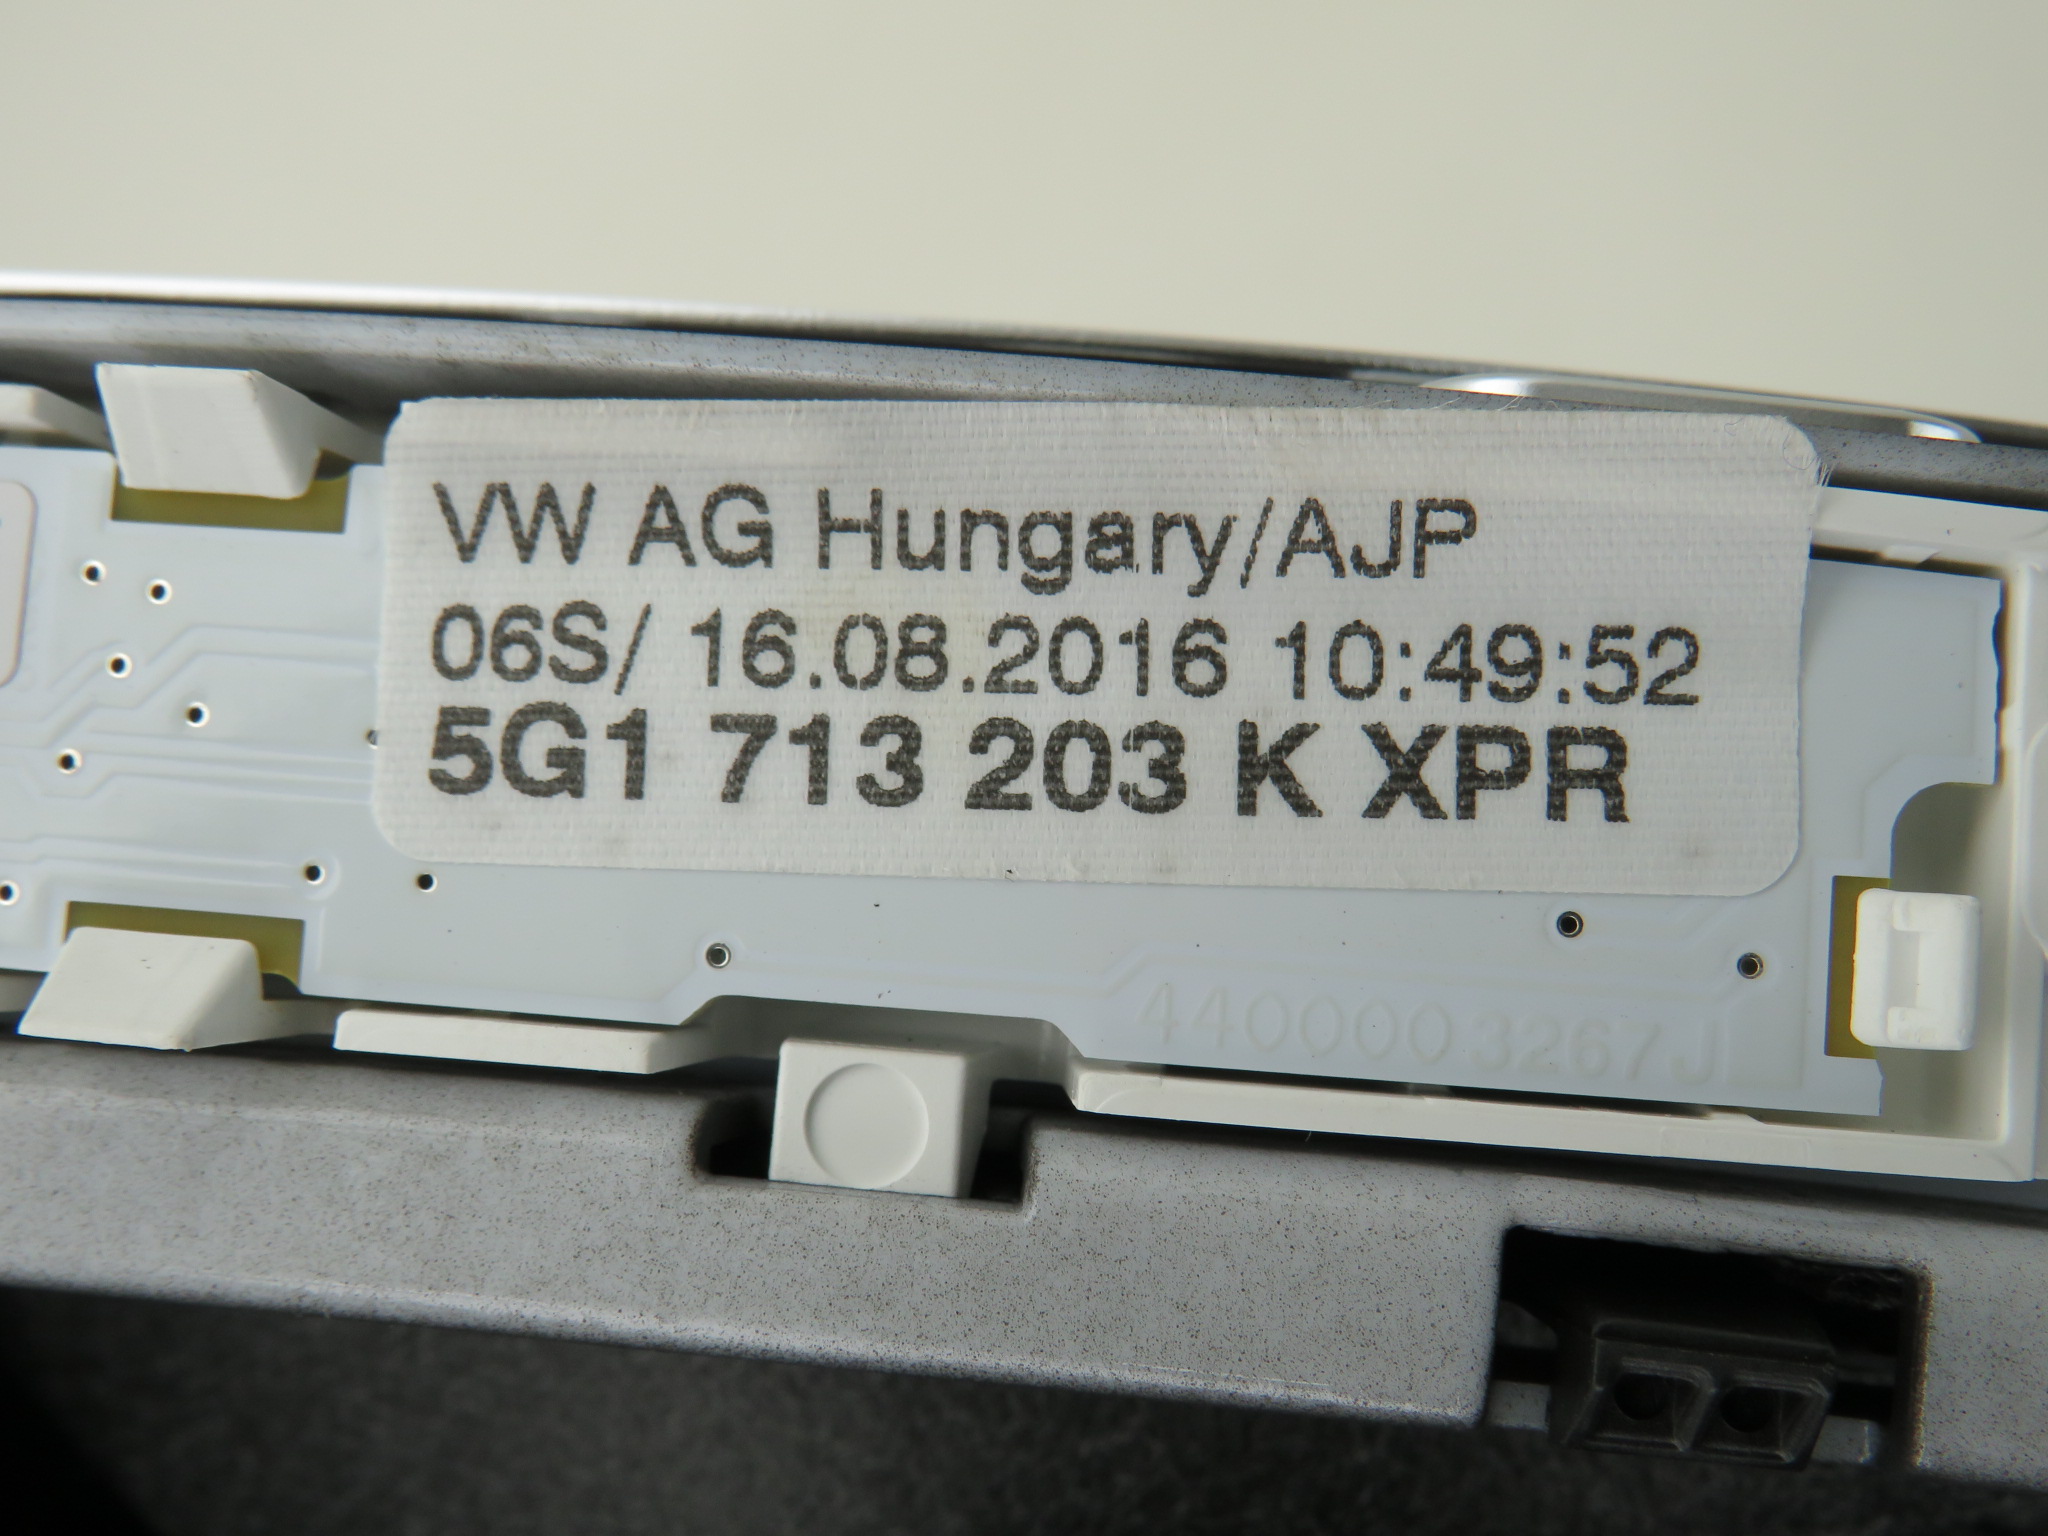 VW AG Hungary/AJP
06S/ 16.08.2016 10:49:52
5G1 713 203 K XPR
4400003267J